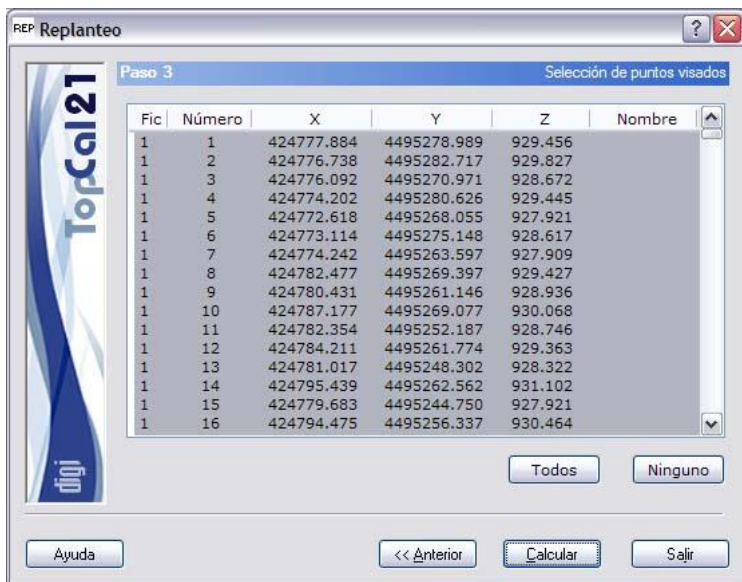 REP Replanteo
Paso 3 Selección de puntos visados
TopCal21
digi
Fic Número X Y Z Nombre
1 1 424777.884 4495278.989 929.456
1 2 424776.738 4495282.717 929.827
1 3 424776.092 4495270.971 928.672
1 4 424774.202 4495280.626 929.445
1 5 424772.618 4495268.055 927.921
1 6 424773.114 4495275.148 928.617
1 7 424774.242 4495263.597 927.909
1 8 424782.477 4495269.397 929.427
1 9 424780.431 4495261.146 928.936
1 10 424787.177 4495269.077 930.068
1 11 424782.354 4495252.187 928.746
1 12 424784.211 4495261.774 929.363
1 13 424781.017 4495248.302 928.322
1 14 424795.439 4495262.562 931.102
1 15 424779.683 4495244.750 927.921
1 16 424794.475 4495256.337 930.464
Todos Ninguno
Ayuda << Anterior Calcular Salir